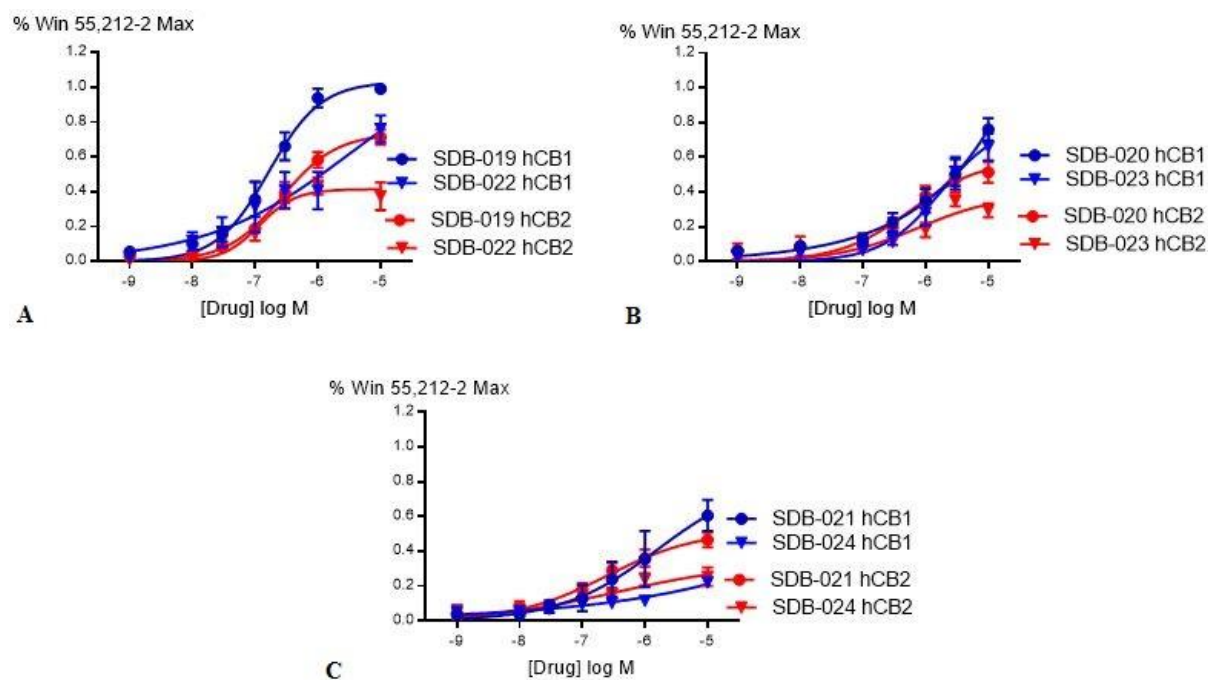 % Win 55,212-2 Max
1.2
1.0
0.8
0.6
0.4
0.2
0.0
-9
-8
-7
-6
-5
[Drug] log M
SDB-019 hCB1
SDB-022 hCB1
SDB-019 hCB2
SDB-022 hCB2
A
% Win 55,212-2 Max
1.2
1.0
0.8
0.6
0.4
0.2
0.0
-9
-8
-7
-6
-5
[Drug] log M
SDB-020 hCB1
SDB-023 hCB1
SDB-020 hCB2
SDB-023 hCB2
B
% Win 55,212-2 Max
1.2
1.0
0.8
0.6
0.4
0.2
0.0
-9
-8
-7
-6
-5
[Drug] log M
SDB-021 hCB1
SDB-024 hCB1
SDB-021 hCB2
SDB-024 hCB2
C